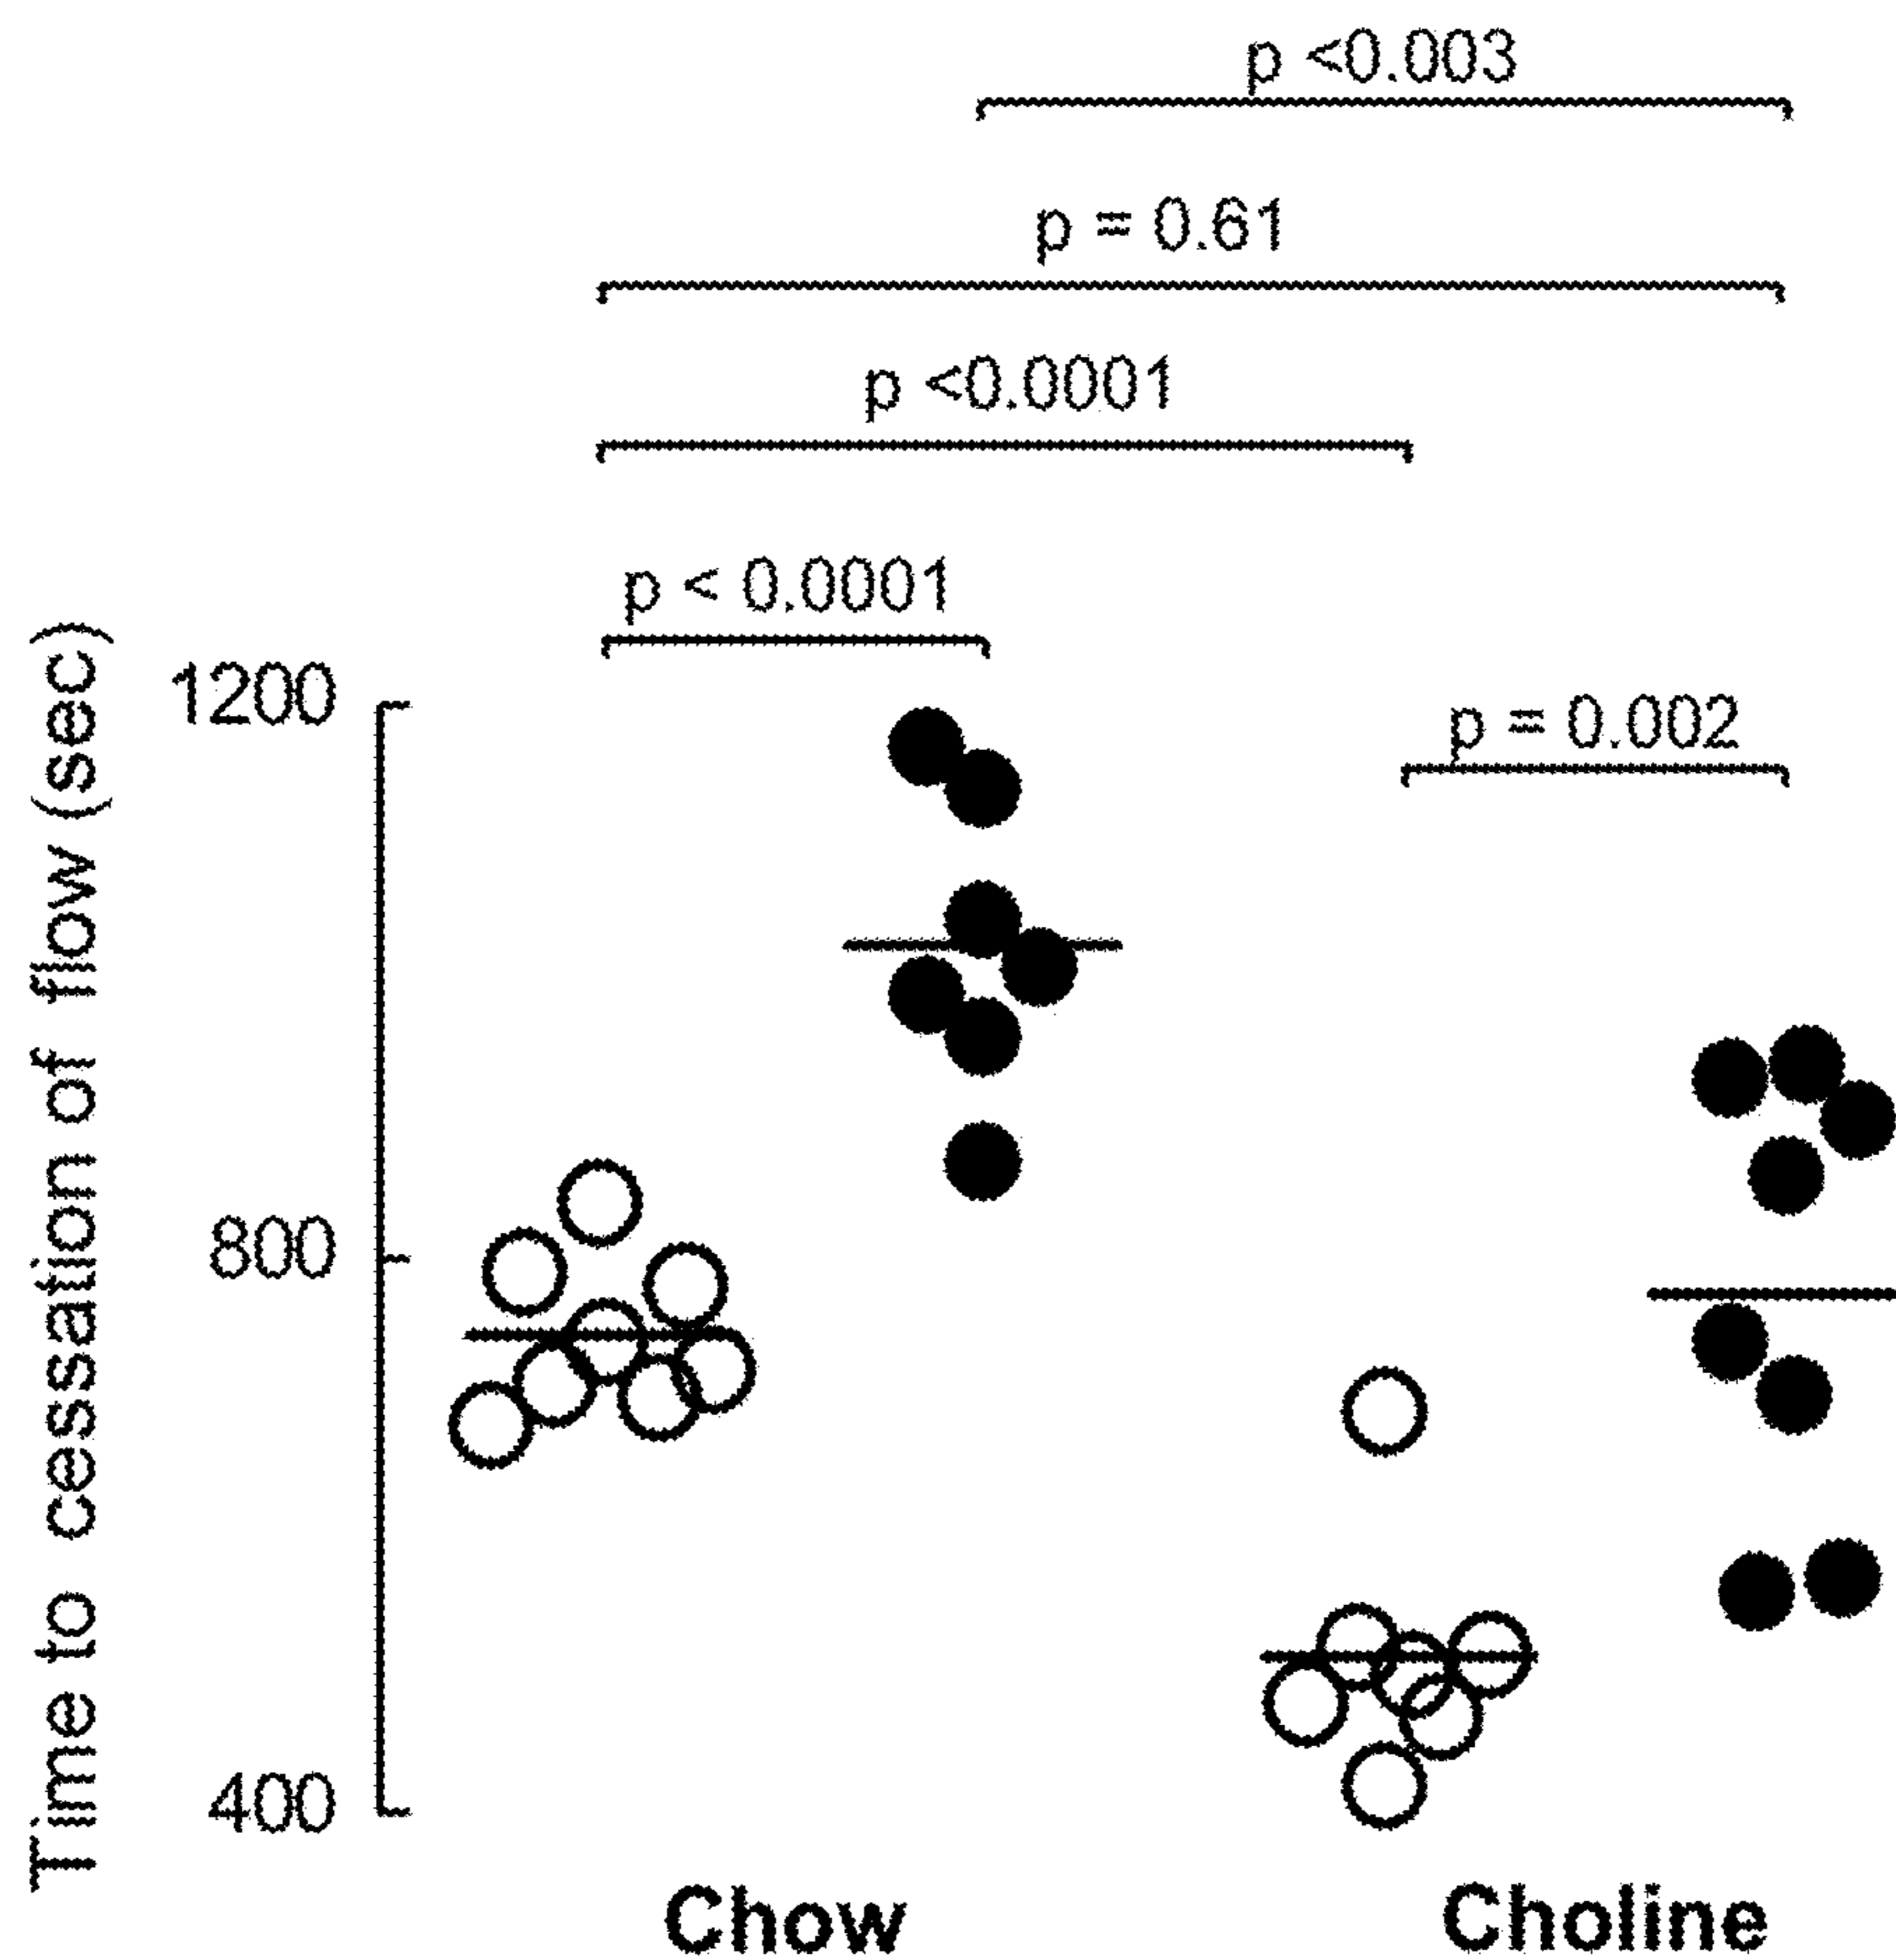 p <0.003
p = 0.61
p <0.0001
p < 0.0001
p = 0.002
Time to cessation of flow (sec)
1200
800
400
Chow
Choline